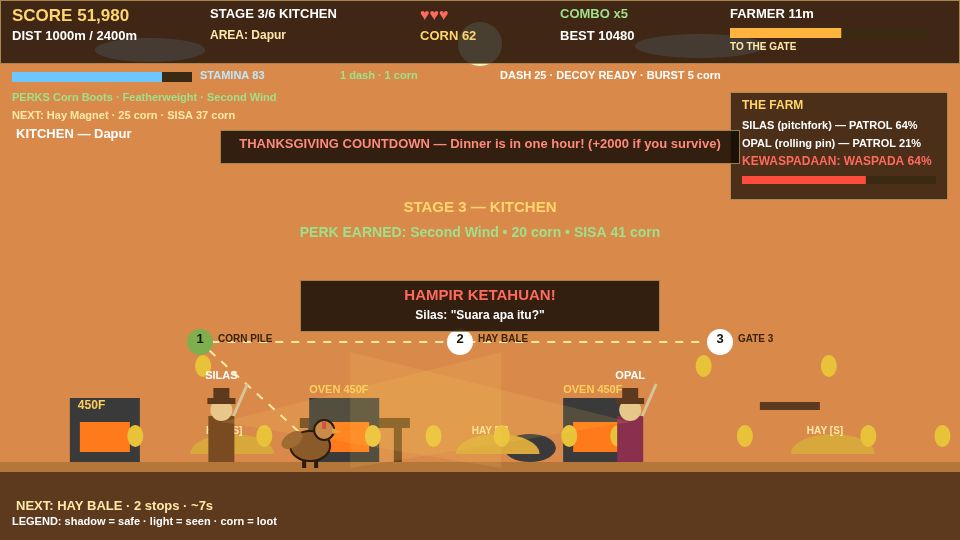 SCORE 51,980
STAGE 3/6 KITCHEN
♥♥♥
COMBO x5
FARMER 11m
DIST 1000m / 2400m
AREA: Dapur
CORN 62
BEST 10480
TO THE GATE
STAMINA 83
1 dash · 1 corn
DASH 25 · DECOY READY · BURST 5 corn
PERKS Corn Boots · Featherweight · Second Wind
NEXT: Hay Magnet · 25 corn · SISA 37 corn
KITCHEN — Dapur
THE FARM
SILAS (pitchfork) — PATROL 64%
OPAL (rolling pin) — PATROL 21%
KEWASPADAAN: WASPADA 64%
THANKSGIVING COUNTDOWN — Dinner is in one hour! (+2000 if you survive)
STAGE 3 — KITCHEN
PERK EARNED: Second Wind • 20 corn • SISA 41 corn
HAMPIR KETAHUAN!
Silas: "Suara apa itu?"
1 CORN PILE
2 HAY BALE
3 GATE 3
SILAS
OPAL
450F
OVEN 450F
OVEN 450F
HAY [S]
NEXT: HAY BALE · 2 stops · ~7s
LEGEND: shadow = safe · light = seen · corn = loot